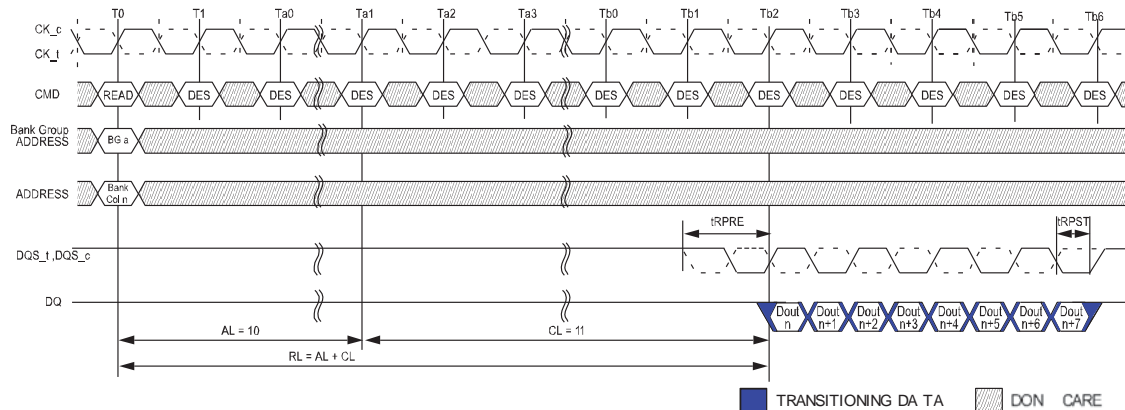 T0 T1 Ta0 Ta1 Ta2 Ta3 Tb0 Tb1 Tb2 Tb3 Tb4 Tb5 Tb6
CK_c
CK_t
CMD READ DES DES DES DES DES DES DES DES DES DES DES DES
Bank Group
ADDRESS
BG a
ADDRESS
Bank
Col n
tRPRE tRPST
DQS_t ,DQS_c
DQ
Dout n Dout n+1 Dout n+2 Dout n+3 Dout n+4 Dout n+5 Dout n+6 Dout n+7
AL = 10 CL = 11
RL = AL + CL
TRANSITIONING DA TA DON CARE